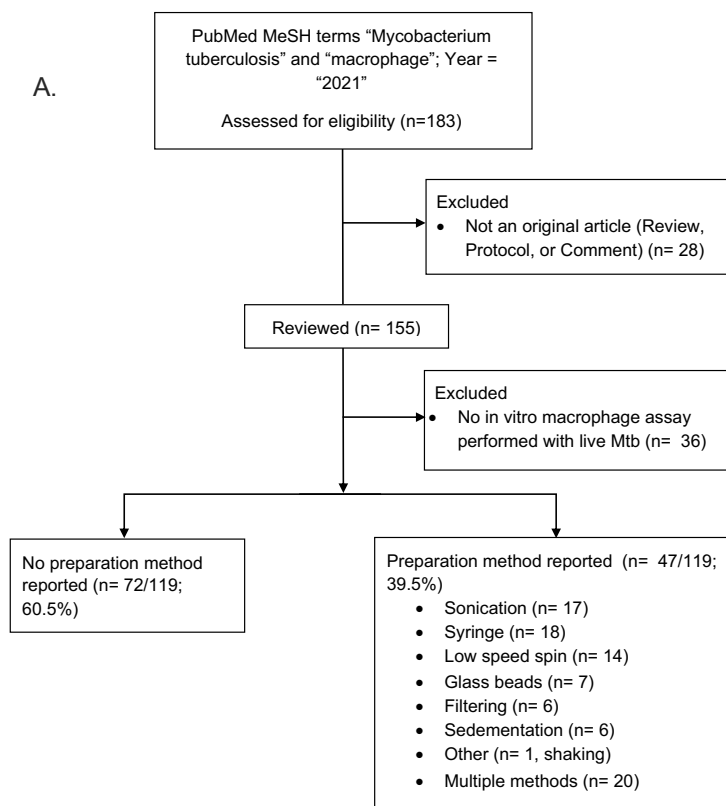 PubMed MeSH terms “Mycobacterium
tuberculosis” and “macrophage”; Year =
“2021”
A.
Assessed for eligibility (n=183)
Excluded
• Not an original article (Review,
Protocol, or Comment) (n= 28)
Reviewed (n= 155)
Excluded
• No in vitro macrophage assay
performed with live Mtb (n= 36)
No preparation method
reported (n= 72/119;
60.5%)
Preparation method reported (n= 47/119;
39.5%)
• Sonication (n= 17)
• Syringe (n= 18)
• Low speed spin (n= 14)
• Glass beads (n= 7)
• Filtering (n= 6)
• Sedementation (n= 6)
• Other (n= 1, shaking)
• Multiple methods (n= 20)